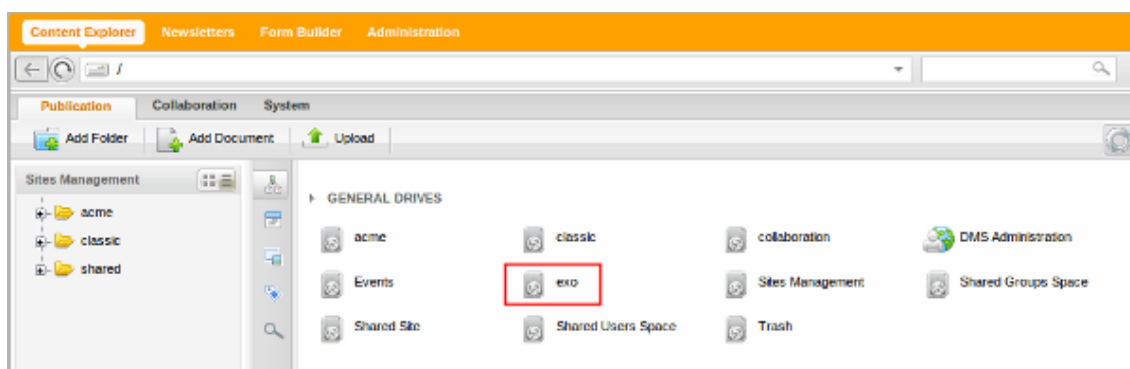 Content Explorer Newsletters Form Builder Administration
/
Publication Collaboration System
Add Folder Add Document Upload
Sites Management
acme
classic
shared
GENERAL DRIVES
acme classic collaboration DMS Administration
Events exo Sites Management Shared Groups Space
Shared Site Shared Users Space Trash